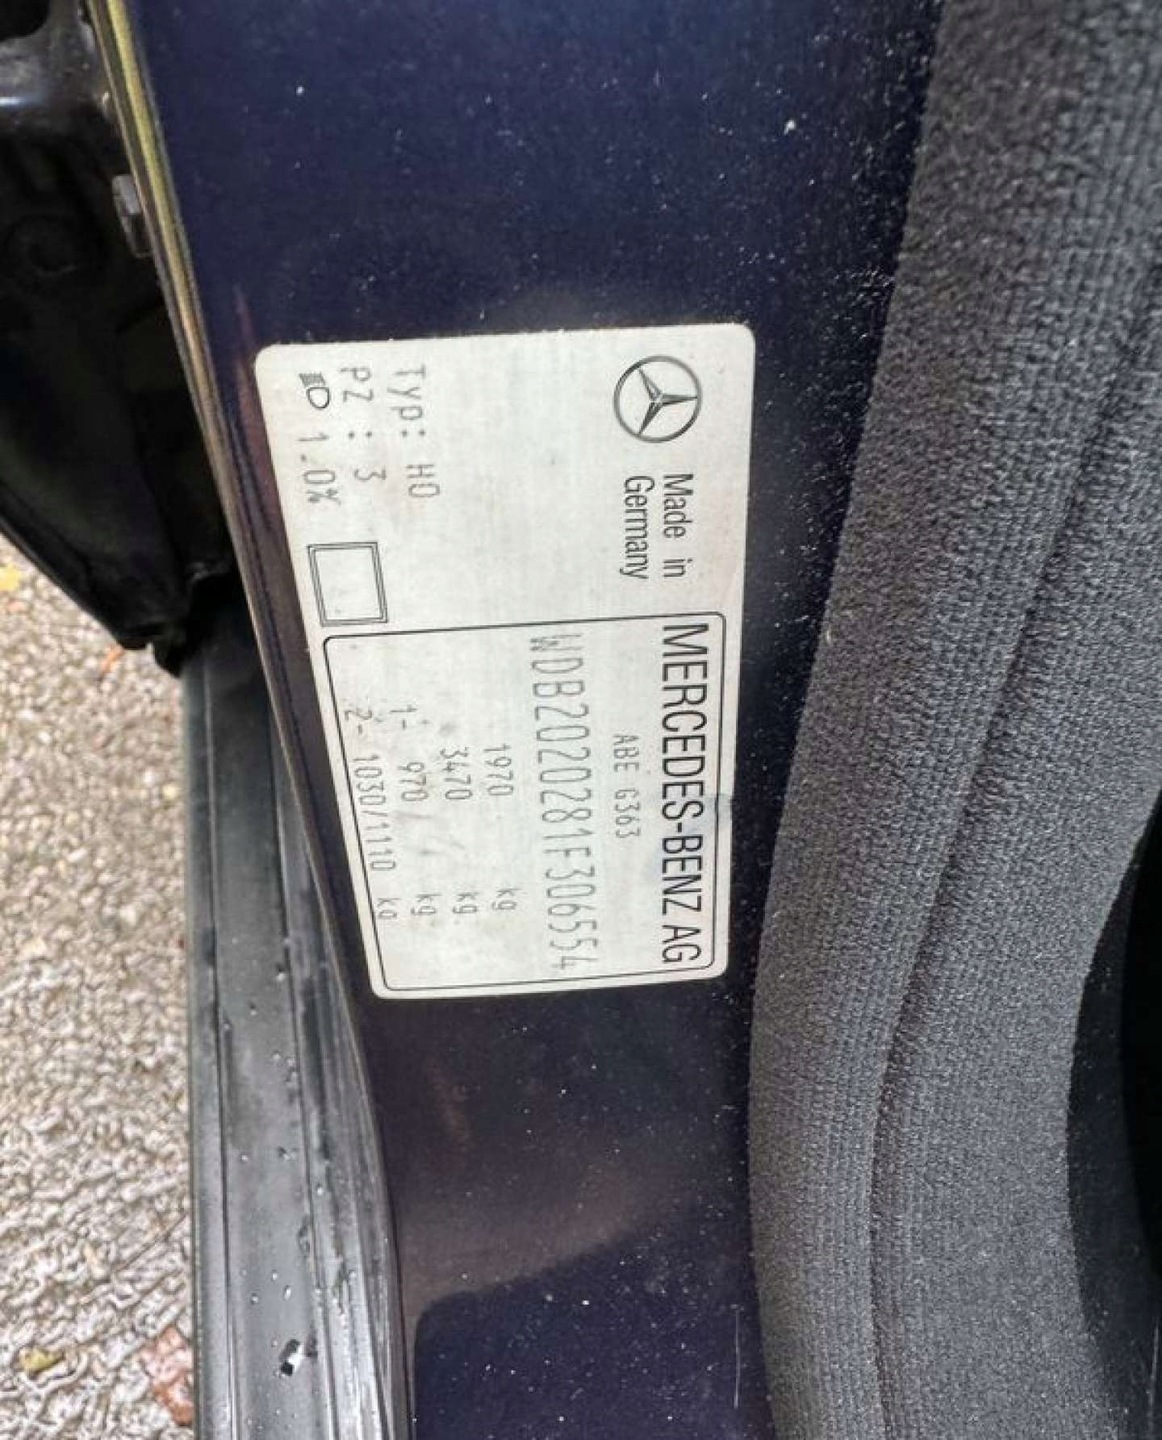 Made in
Germany
MERCEDES-BENZ AG
ABE G363
WDB2020281F306554
1970 kg
3470 kg
1- 970 kg
2- 1030/1110 kg
Typ: HO
PZ : 3
1.0%